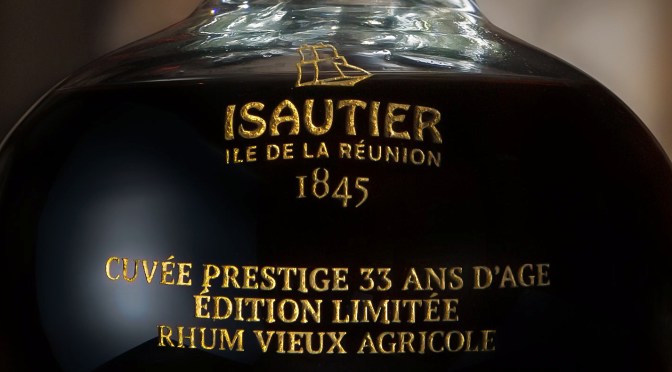 ISAUTIER
ILE DE LA RÉUNION
1845
CUVÉE PRESTIGE 33 ANS D'AGE
ÉDITION LIMITÉE
RHUM VIEUX AGRICOLE